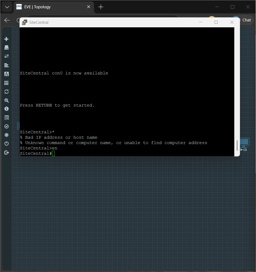 EVE | Topology
Chat
SiteCentral
SiteCentral con0 is now available
Press RETURN to get started.
SiteCentral>"
% Bad IP address or host name
% Unknown command or computer name, or unable to find computer address
SiteCentral>en
SiteCentral#